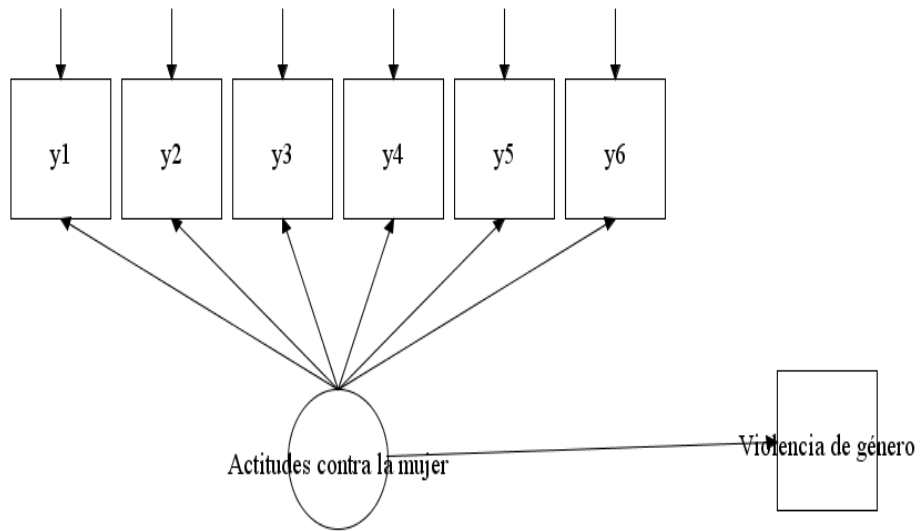 y1
y2
y3
y4
y5
y6
Actitudes contra la mujer
Violencia de género